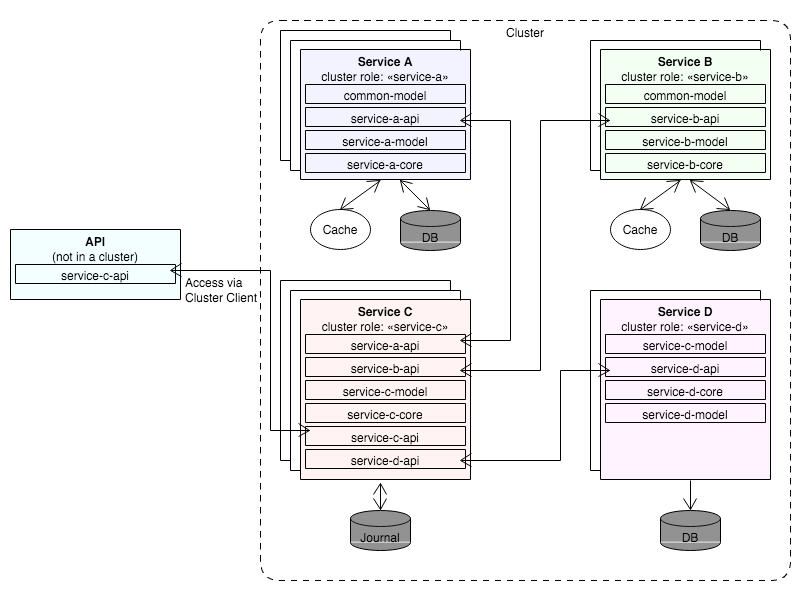 Cluster
Service A
cluster role: «service-a»
common-model
service-a-api
service-a-model
service-a-core
Cache
DB
Service B
cluster role: «service-b»
common-model
service-b-api
service-b-model
service-b-core
Cache
DB
API
(not in a cluster)
service-c-api
Access via
Cluster Client
Service C
cluster role: «service-c»
service-a-api
service-b-api
service-c-model
service-c-core
service-c-api
service-d-api
Journal
Service D
cluster role: «service-d»
service-c-model
service-d-api
service-d-core
service-d-model
DB